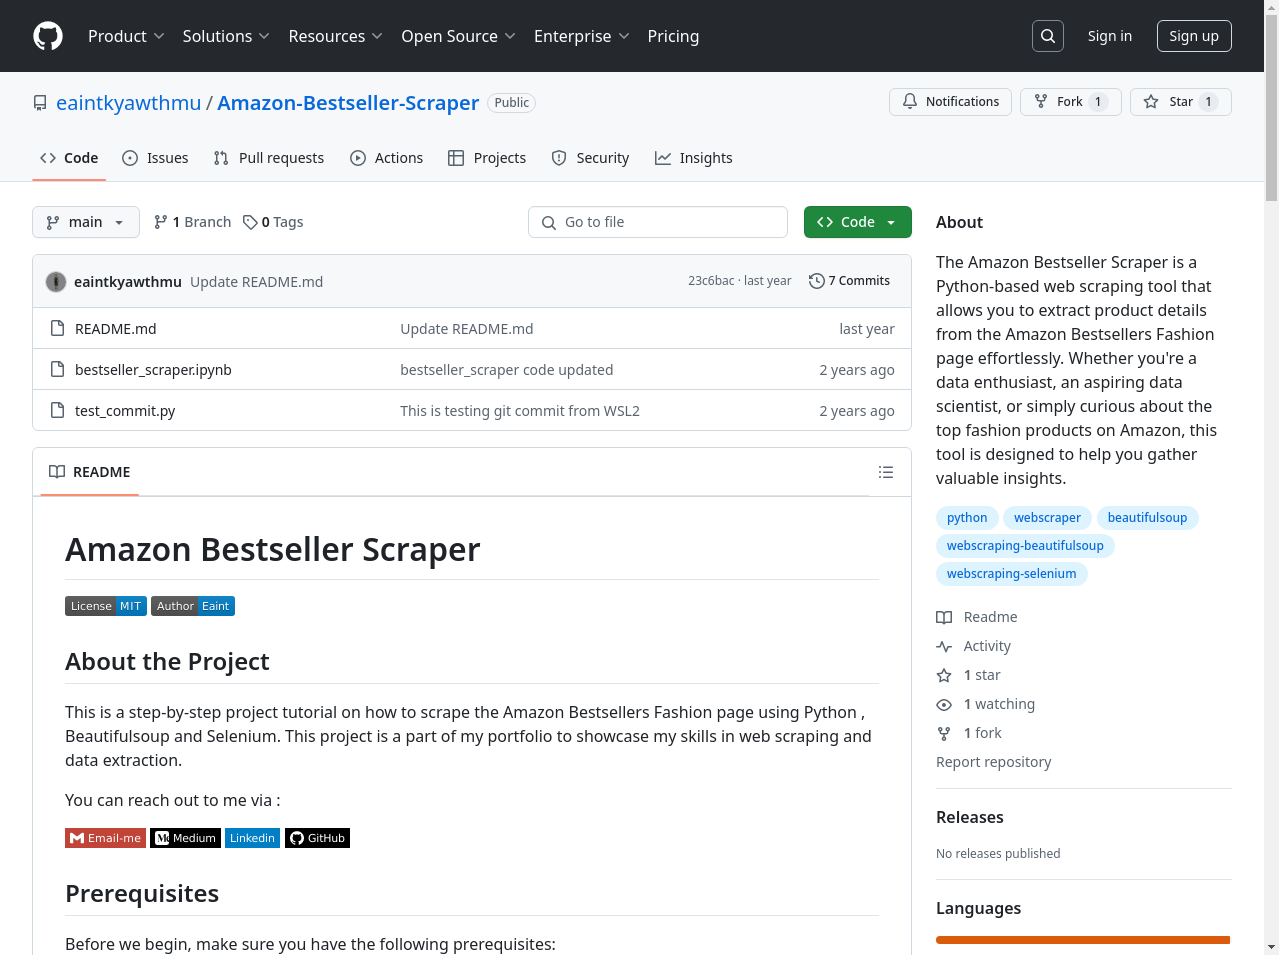 Product Solutions Resources Open Source Enterprise Pricing Sign in Sign up
eaintkyawthmu / Amazon-Bestseller-Scraper Public Notifications Fork 1 Star 1
Code Issues Pull requests Actions Projects Security Insights
main 1 Branch 0 Tags Go to file Code
eaintkyawthmu Update README.md 23c6bac · last year 7 Commits
README.md Update README.md last year
bestseller_scraper.ipynb bestseller_scraper code updated 2 years ago
test_commit.py This is testing git commit from WSL2 2 years ago
README
Amazon Bestseller Scraper
License MIT Author Eaint
About the Project
This is a step-by-step project tutorial on how to scrape the Amazon Bestsellers Fashion page using Python ,
Beautifulsoup and Selenium. This project is a part of my portfolio to showcase my skills in web scraping and
data extraction.
You can reach out to me via :
Email-me Medium Linkedin GitHub
Prerequisites
Before we begin, make sure you have the following prerequisites:
About
The Amazon Bestseller Scraper is a
Python-based web scraping tool that
allows you to extract product details
from the Amazon Bestsellers Fashion
page effortlessly. Whether you're a
data enthusiast, an aspiring data
scientist, or simply curious about the
top fashion products on Amazon, this
tool is designed to help you gather
valuable insights.
python webscraper beautifulsoup
webscraping-beautifulsoup
webscraping-selenium
Readme
Activity
1 star
1 watching
1 fork
Report repository
Releases
No releases published
Languages